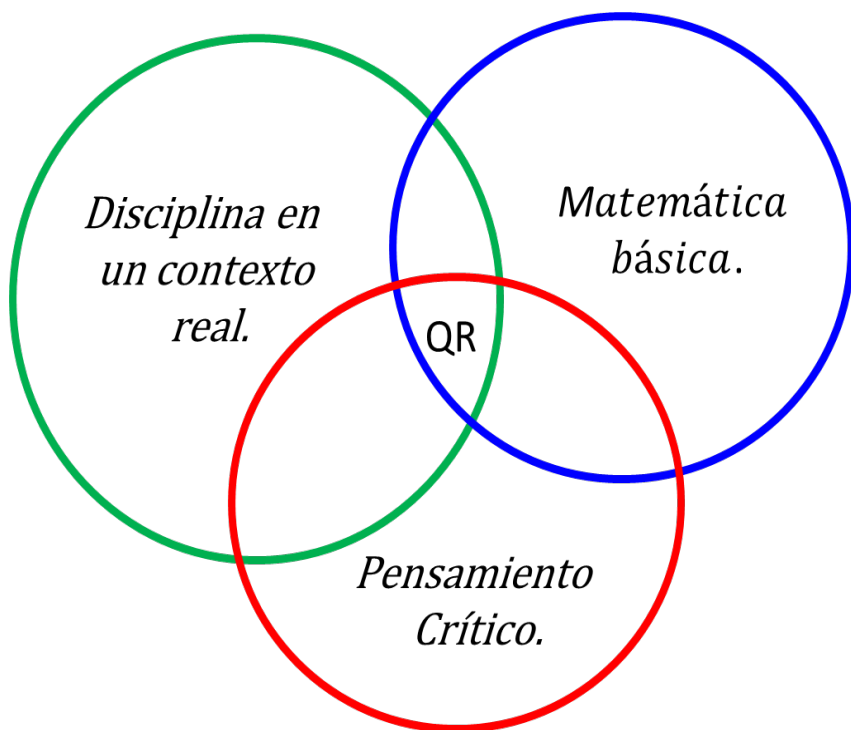 Disciplina en
un contexto
real.
Matemática
básica.
QR
Pensamiento
Crítico.